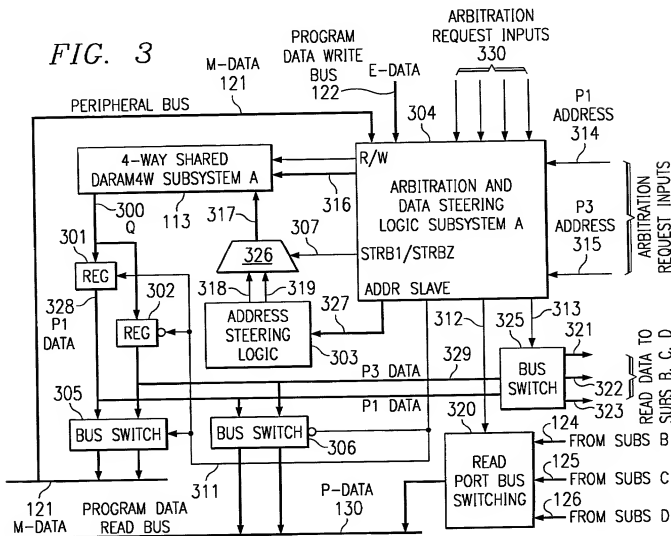 FIG. 3
M-DATA
121
PROGRAM
DATA WRITE
BUS
122
E-DATA
ARBITRATION
REQUEST INPUTS
330
PERIPHERAL BUS
304
P1
ADDRESS
314
4-WAY SHARED
DARAM4W SUBSYSTEM A
R/W
316
ARBITRATION AND
DATA STEERING
LOGIC SUBSYSTEM A
P3
ADDRESS
315
ARBITRATION
REQUEST INPUTS
300
Q
113
317
307
326
STRB1/STRBZ
301
REG
328
P1
DATA
302
REG
318
319
ADDR SLAVE
327
312
313
325
ADDRESS
STEERING
LOGIC
303
329
BUS
SWITCH
321
322
323
READ DATA TO
SUBS B, C, D
P3 DATA
P1 DATA
305
BUS SWITCH
BUS SWITCH
306
320
READ
PORT BUS
SWITCHING
124
FROM SUBS B
125
FROM SUBS C
126
FROM SUBS D
311
121
M-DATA
PROGRAM DATA
READ BUS
P-DATA
130